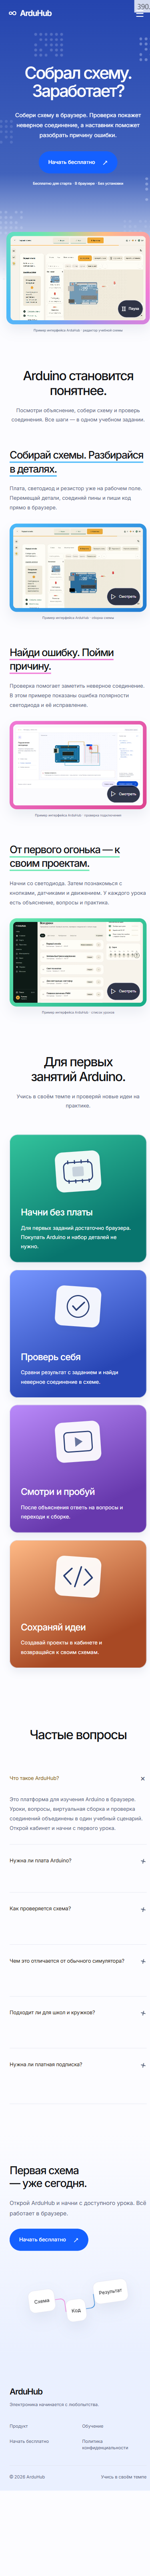 390
ArduHub
Собрал схему.
Заработает?
Собери схему в браузере. Проверка покажет
неверное соединение, а наставник поможет
разобрать причину ошибки.
Начать бесплатно
Бесплатно для старта · В браузере · Без установки
Пауза
Пример интерфейса ArduHub · редактор учебной схемы
Arduino становится
понятнее.
Посмотри объяснения, собери схему и проверь
соединения. Все шаги — в одном учебном задании.
Собирай схемы. Разбирайся
в деталях.
Плата, светодиод и резистор уже на рабочем поле.
Перемещай детали, соединяй пины и пиши код
прямо в браузере.
Смотреть
Пример интерфейса ArduHub · сборка схемы
Найди ошибку. Пойми
причину.
Проверка помогает заметить неверное соединение.
В этом примере показаны ошибка полярности
светодиода и её исправление.
Смотреть
Пример интерфейса ArduHub · проверка подключения
От первого огонька — к
своим проектам.
Начни со светодиода. Затем познакомься с
кнопками, датчиками и движением. У каждого урока
есть объяснение, вопросы и практика.
Смотреть
Пример интерфейса ArduHub · список уроков
Для первых
занятий Arduino.
Учись в своём темпе и проверяй новые идеи на
практике.
Начни без платы
Для первых заданий достаточно браузера.
Покупать Arduino и набор деталей не
нужно.
Проверь себя
Сравни результат с заданием и найди
неверное соединение в схеме.
Смотри и пробуй
После объяснения ответь на вопросы и
переходи к сборке.
Сохраняй идеи
Создавай проекты в кабинете и
возвращайся к своим схемам.
Частые вопросы
Что такое ArduHub?
Это платформа для изучения Arduino в браузере.
Уроки, вопросы, виртуальная сборка и проверка
соединений объединены в один учебный сценарий.
Открой кабинет и начни с первого урока.
Нужна ли плата Arduino?
Как проверяется схема?
Чем это отличается от обычного симулятора?
Подходит ли для школ и кружков?
Нужна ли платная подписка?
Первая схема
— уже сегодня.
Открой ArduHub и начни с доступного урока. Всё
работает в браузере.
Начать бесплатно
Схема
Код
Результат
ArduHub
Электроника начинается с любопытства.
Продукт
Обучение
Начать бесплатно
Политика
конфиденциальности
© 2026 ArduHub
Учись в своём темпе